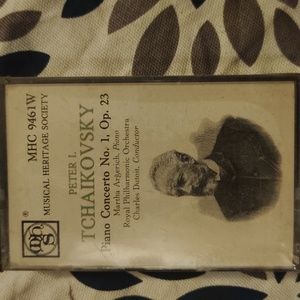 MHC 9461W
MUSICAL HERITAGE SOCIETY
PETER I.
TCHAIKOVSKY
Piano Concerto No. 1, Op. 23
Martha Argerich, Piano
Royal Philharmonic Orchestra
Charles Dutoit, Conductor
®